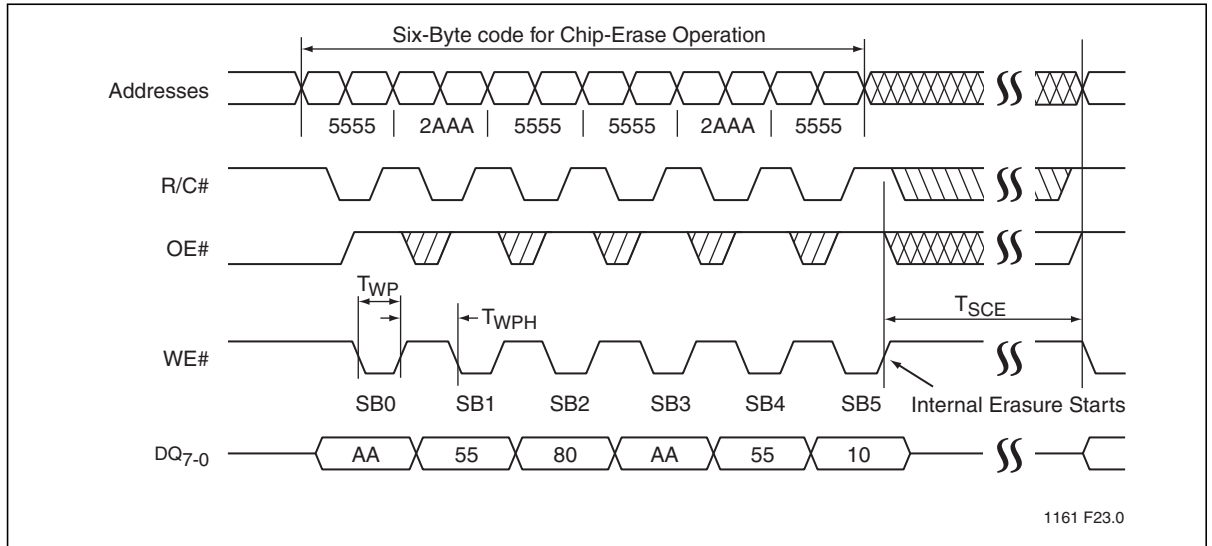 Six-Byte code for Chip-Erase Operation
Addresses
5555 2AAA 5555 5555 2AAA 5555
R/C#
OE#
TWP
TWPH
TSCE
WE#
SB0 SB1 SB2 SB3 SB4 SB5 Internal Erasure Starts
DQ7-0 AA 55 80 AA 55 10
1161 F23.0